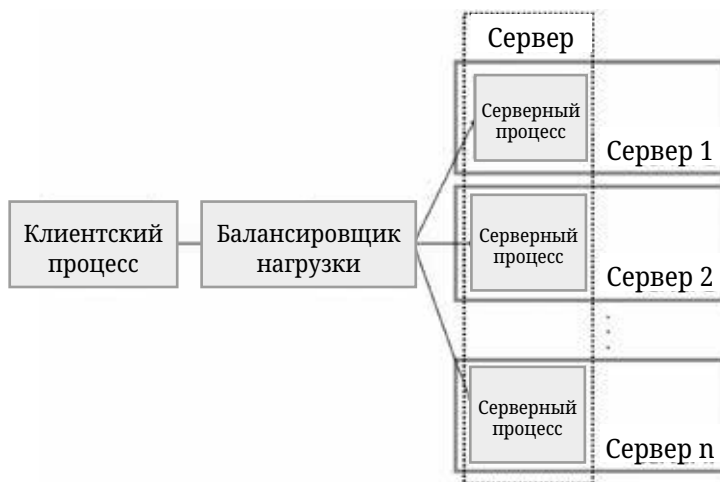 Сервер
Серверный
процесс
Сервер 1
Клиентский
процесс
Балансировщик
нагрузки
Серверный
процесс
Сервер 2
Серверный
процесс
Сервер n